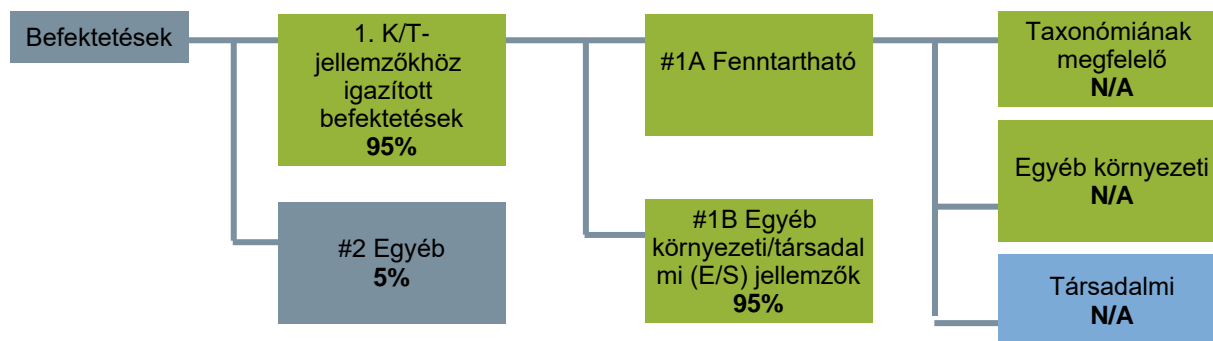 Befektetések
1. K/T-
jellemzőkhöz
igazított
befektetések
95%
#2 Egyéb
5%
#1A Fenntartható
#1B Egyéb
környezeti/társadal
mi (E/S) jellemzők
95%
Taxonómiának
megfelelő
N/A
Egyéb környezeti
N/A
Társadalmi
N/A